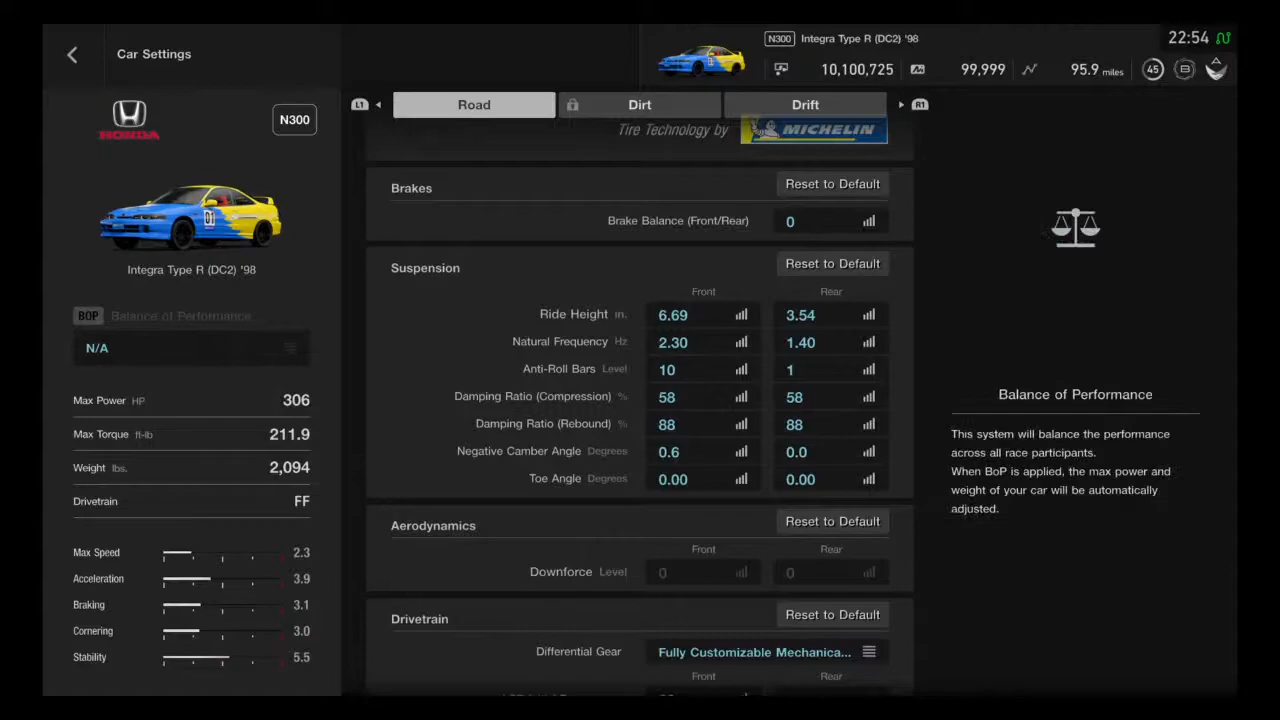 Car Settings
N300 Integra Type R (DC2) '98
22:54
10,100,725 99,999 95.9 miles 45 B
HONDA
N300
Integra Type R (DC2) '98
BOP Balance of Performance
N/A
Max Power HP 306
Max Torque ft-lb 211.9
Weight lbs. 2,094
Drivetrain FF
Max Speed 2.3
Acceleration 3.9
Braking 3.1
Cornering 3.0
Stability 5.5
L1 Road Dirt Drift R1
Tire Technology by MICHELIN
Brakes Reset to Default
Brake Balance (Front/Rear) 0
Suspension Reset to Default
Front Rear
Ride Height in. 6.69 3.54
Natural Frequency Hz 2.30 1.40
Anti-Roll Bars Level 10 1
Damping Ratio (Compression) % 58 58
Damping Ratio (Rebound) % 88 88
Negative Camber Angle Degrees 0.6 0.0
Toe Angle Degrees 0.00 0.00
Aerodynamics Reset to Default
Front Rear
Downforce Level 0 0
Drivetrain Reset to Default
Differential Gear Fully Customizable Mechanica...
Front Rear
Balance of Performance
This system will balance the performance
across all race participants.
When BoP is applied, the max power and
weight of your car will be automatically
adjusted.